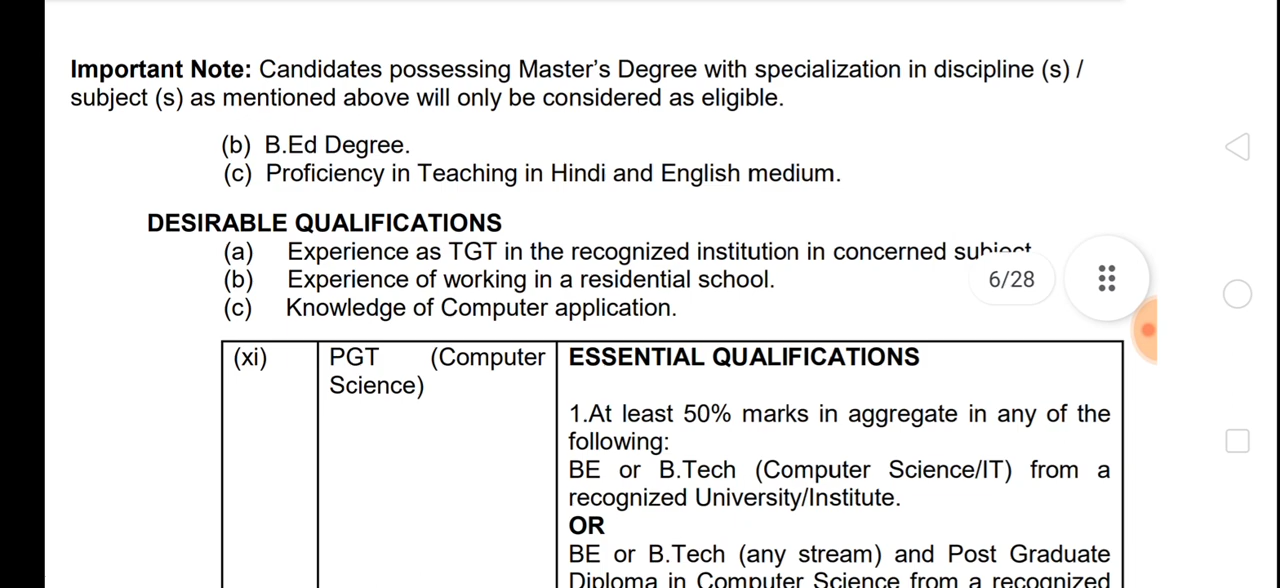 Important Note: Candidates possessing Master’s Degree with specialization in discipline (s) /
subject (s) as mentioned above will only be considered as eligible.
(b) B.Ed Degree.
(c) Proficiency in Teaching in Hindi and English medium.
DESIRABLE QUALIFICATIONS
(a) Experience as TGT in the recognized institution in concerned subject
(b) Experience of working in a residential school.
6/28
(c) Knowledge of Computer application.
(xi) PGT (Computer Science)
ESSENTIAL QUALIFICATIONS
1.At least 50% marks in aggregate in any of the
following:
BE or B.Tech (Computer Science/IT) from a
recognized University/Institute.
OR
BE or B.Tech (any stream) and Post Graduate
Diploma in Computer Science from a recognized